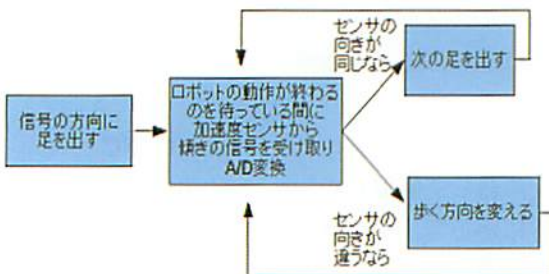 信号の方向に
足を出す
ロボットの動作が終わる
のを待っている間に
加速度センサから
傾きの信号を受け取り
A/D変換
センサの
向きが
同じなら
次の足を出す
センサの
向きが
違うなら
歩く方向を変える